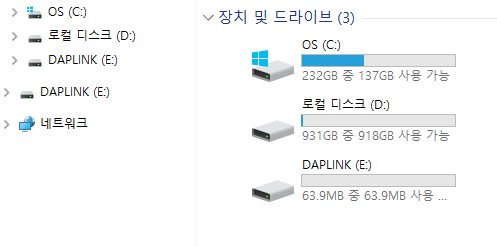 OS (C:)
로컬 디스크 (D:)
DAPLINK (E:)
DAPLINK (E:)
네트워크
장치 및 드라이브 (3)
OS (C:)
232GB 중 137GB 사용 가능
로컬 디스크 (D:)
931GB 중 918GB 사용 가능
DAPLINK (E:)
63.9MB 중 63.9MB 사용 ...